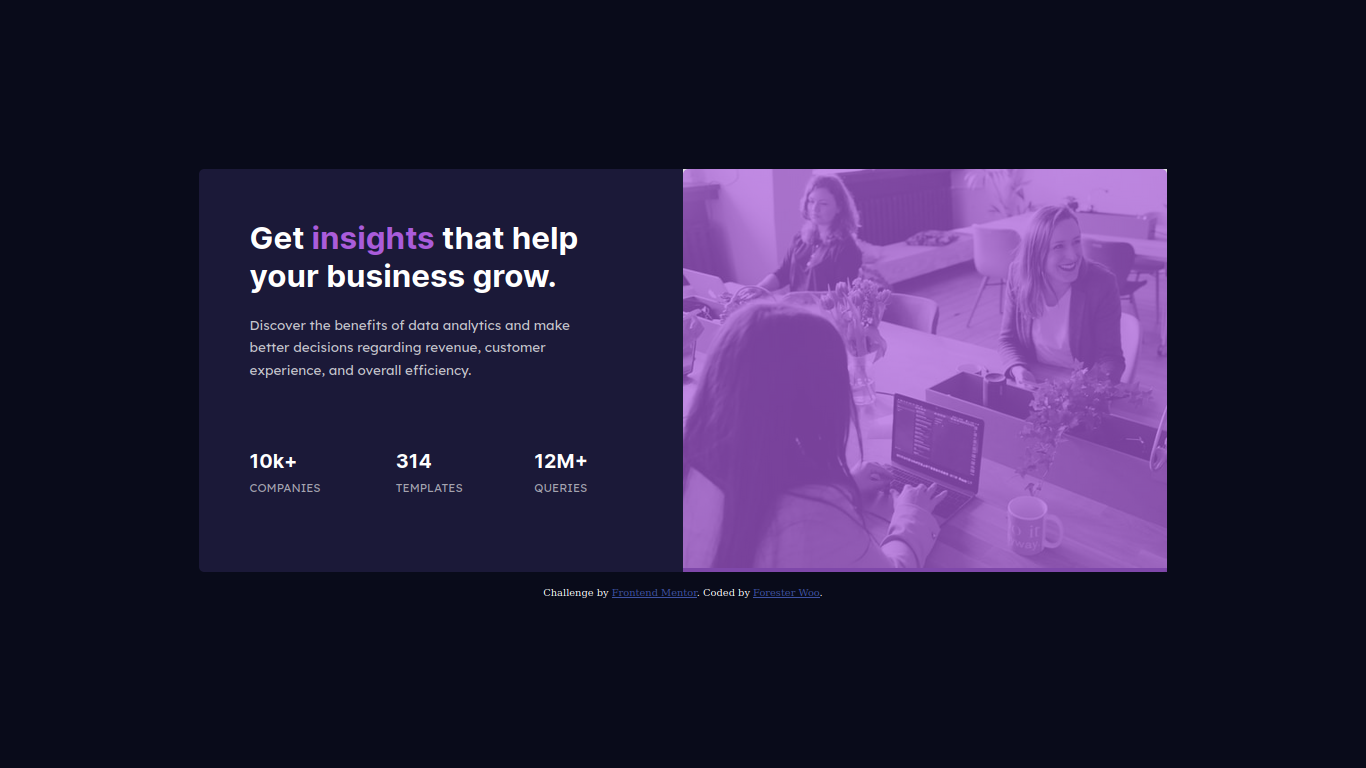 Get insights that help
your business grow.
Discover the benefits of data analytics and make
better decisions regarding revenue, customer
experience, and overall efficiency.
10k+ 314 12M+
COMPANIES TEMPLATES QUERIES
Challenge by Frontend Mentor. Coded by Forester Woo.